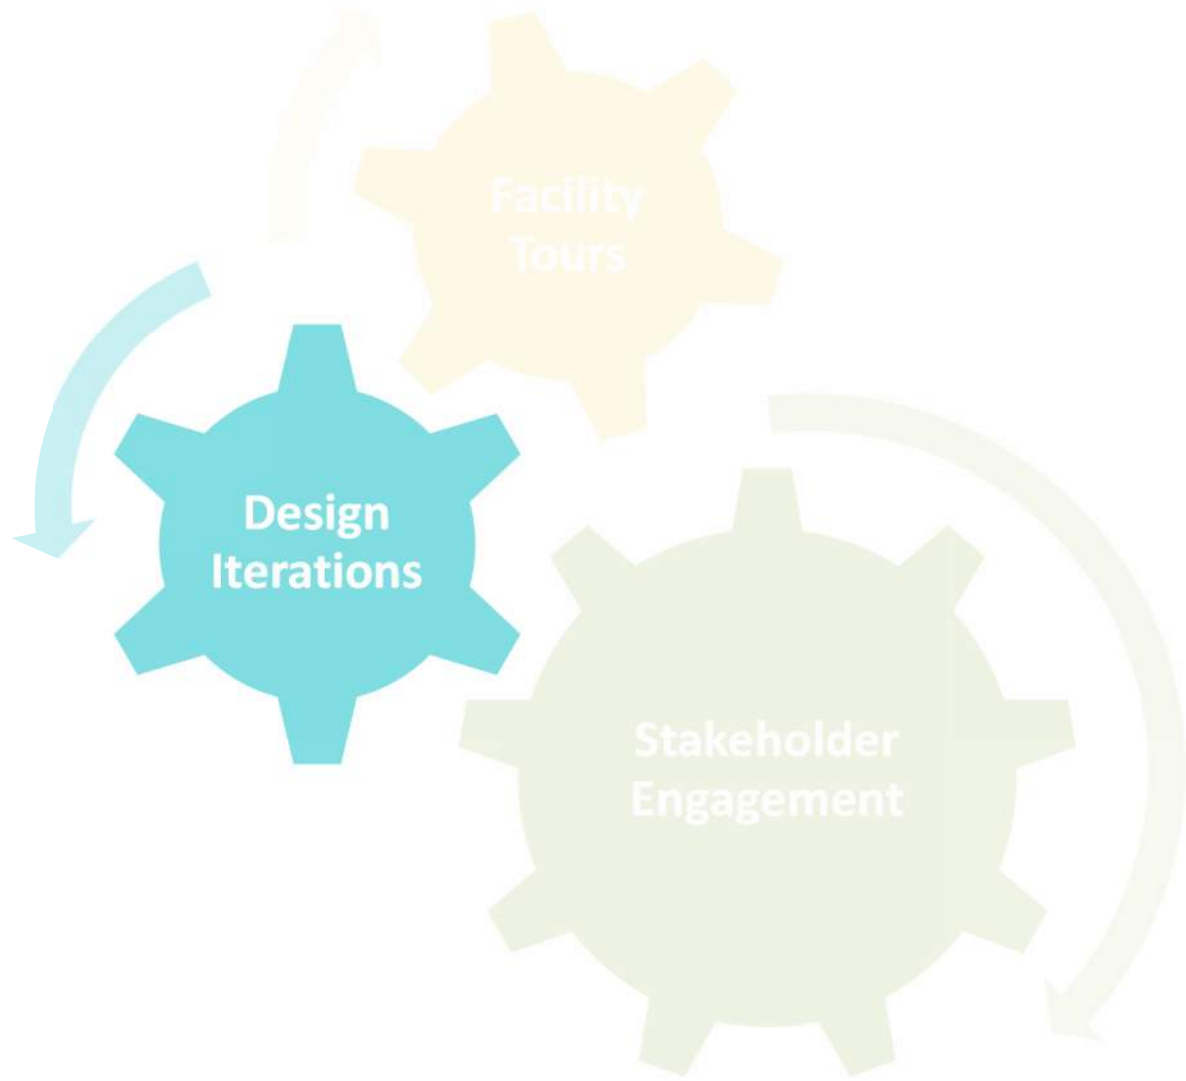 Facility
Tours
Design
Iterations
Stakeholder
Engagement